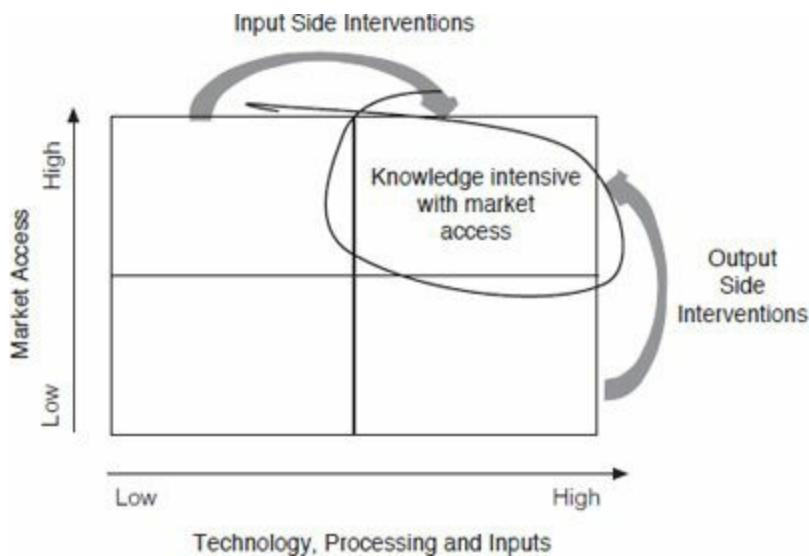 Input Side Interventions
High
Market Access
Low
Knowledge intensive
with market
access
Output
Side
Interventions
Low
High
Technology, Processing and Inputs